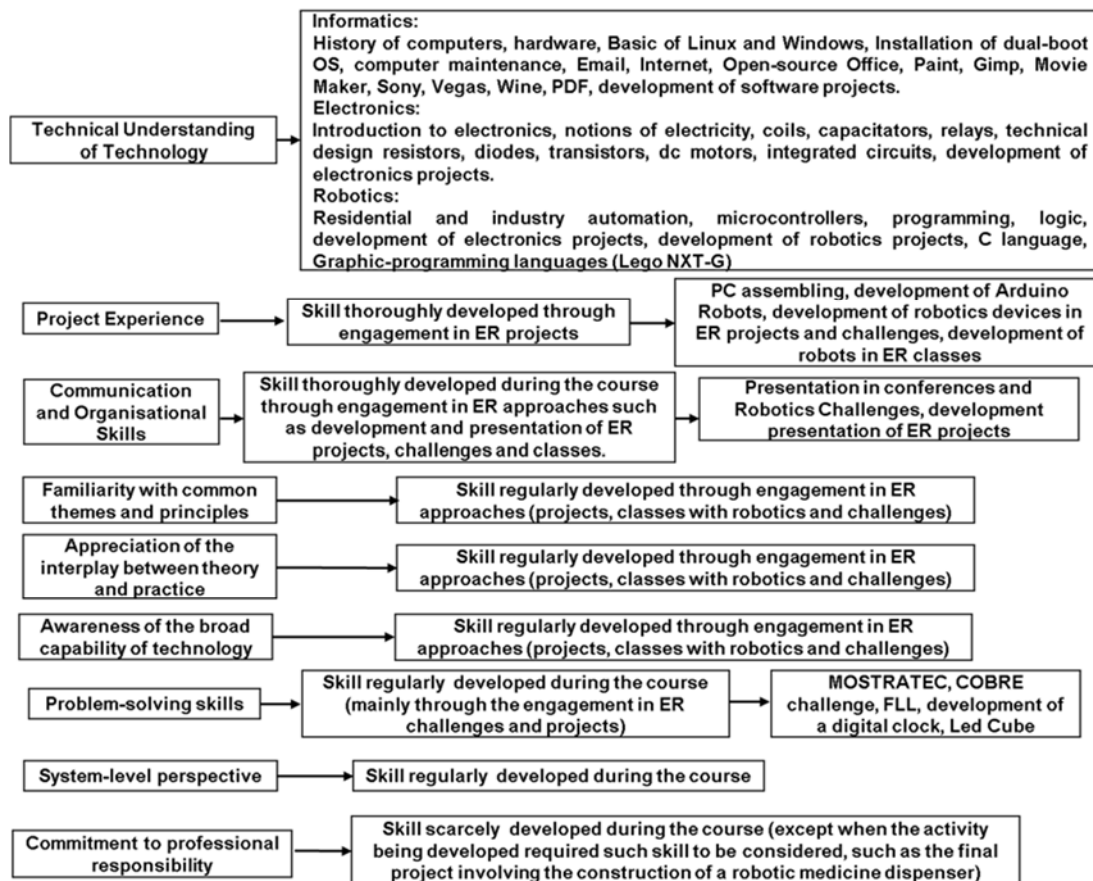 Informatics:
History of computers, hardware, Basic of Linux and Windows, Installation of dual-boot
OS, computer maintenance, Email, Internet, Open-source Office, Paint, Gimp, Movie
Maker, Sony, Vegas, Wine, PDF, development of software projects.
Electronics:
Introduction to electronics, notions of electricity, coils, capacitators, relays, technical
design resistors, diodes, transistors, dc motors, integrated circuits, development of
electronics projects.
Robotics:
Residential and industry automation, microcontrollers, programming, logic,
development of electronics projects, development of robotics projects, C language,
Graphic-programming languages (Lego NXT-G)
Technical Understanding
of Technology
Project Experience
Skill thoroughly developed through
engagement in ER projects
PC assembling, development of Arduino
Robots, development of robotics devices in
ER projects and challenges, development of
robots in ER classes
Communication
and Organisational
Skills
Skill thoroughly developed during the course
through engagement in ER approaches such
as development and presentation of ER
projects, challenges and classes.
Presentation in conferences and
Robotics Challenges, development
presentation of ER projects
Familiarity with common
themes and principles
Skill regularly developed through engagement in ER
approaches (projects, classes with robotics and challenges)
Appreciation of the
interplay between theory
and practice
Skill regularly developed through engagement in ER
approaches (projects, classes with robotics and challenges)
Awareness of the broad
capability of technology
Skill regularly developed through engagement in ER
approaches (projects, classes with robotics and challenges)
Problem-solving skills
Skill regularly developed during the course
(mainly through the engagement in ER
challenges and projects)
MOSTRATEC, COBRE
challenge, FLL, development of
a digital clock, Led Cube
System-level perspective
Skill regularly developed during the course
Commitment to professional
responsibility
Skill scarcely developed during the course (except when the activity
being developed required such skill to be considered, such as the final
project involving the construction of a robotic medicine dispenser)